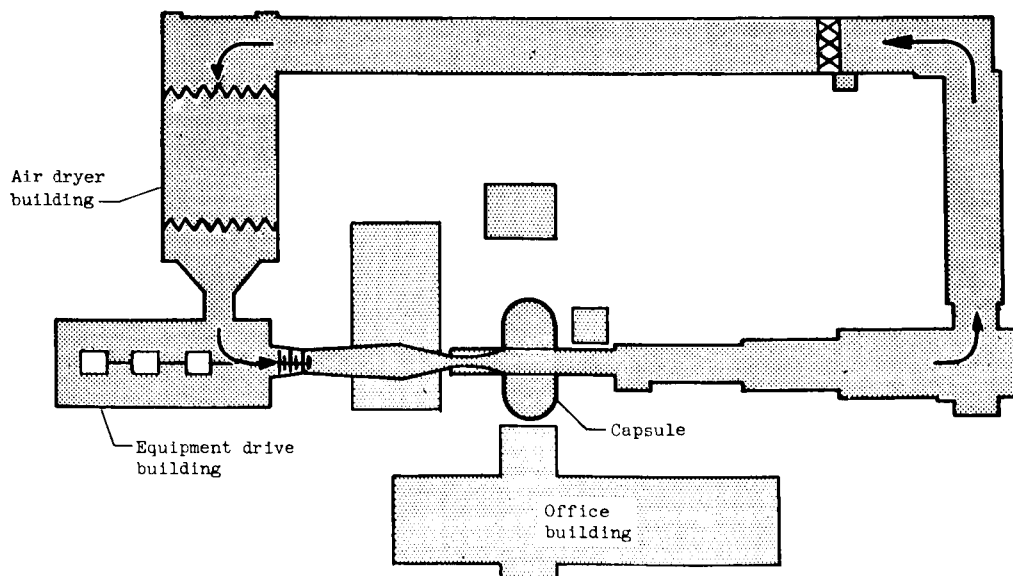 Air dryer
building
Equipment drive
building
Capsule
Office
building